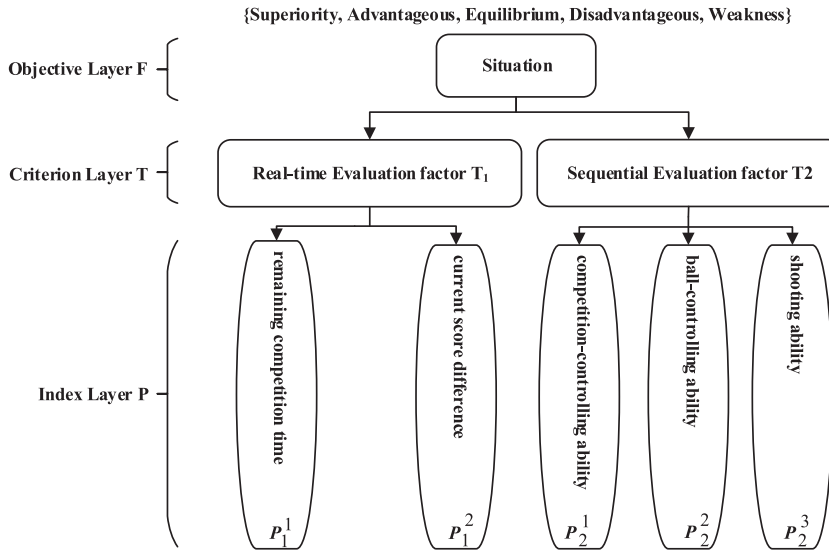 {Superiority, Advantageous, Equilibrium, Disadvantageous, Weakness}
Objective Layer F
Situation
Criterion Layer T
Real-time Evaluation factor T₁
Sequential Evaluation factor T2
Index Layer P
remaining competition time
current score difference
competition-controlling ability
ball-controlling ability
shooting ability
P₁¹
P₁²
P₂¹
P₂²
P₂³